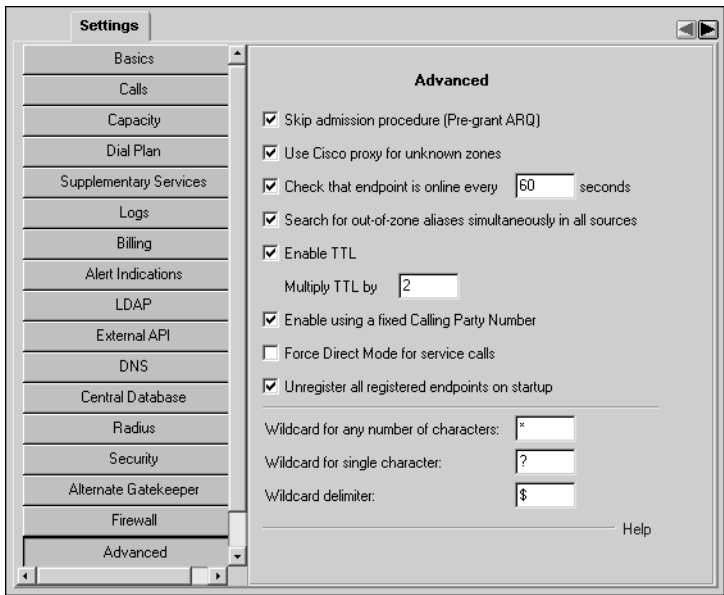 Settings
Basics
Calls
Capacity
Dial Plan
Supplementary Services
Logs
Billing
Alert Indications
LDAP
External API
DNS
Central Database
Radius
Security
Alternate Gatekeeper
Firewall
Advanced
Advanced
Skip admission procedure (Pre-grant ARQ)
Use Cisco proxy for unknown zones
Check that endpoint is online every 60 seconds
Search for out-of-zone aliases simultaneously in all sources
Enable TTL
Multiply TTL by 2
Enable using a fixed Calling Party Number
Force Direct Mode for service calls
Unregister all registered endpoints on startup
Wildcard for any number of characters: *
Wildcard for single character: ?
Wildcard delimiter: $
Help